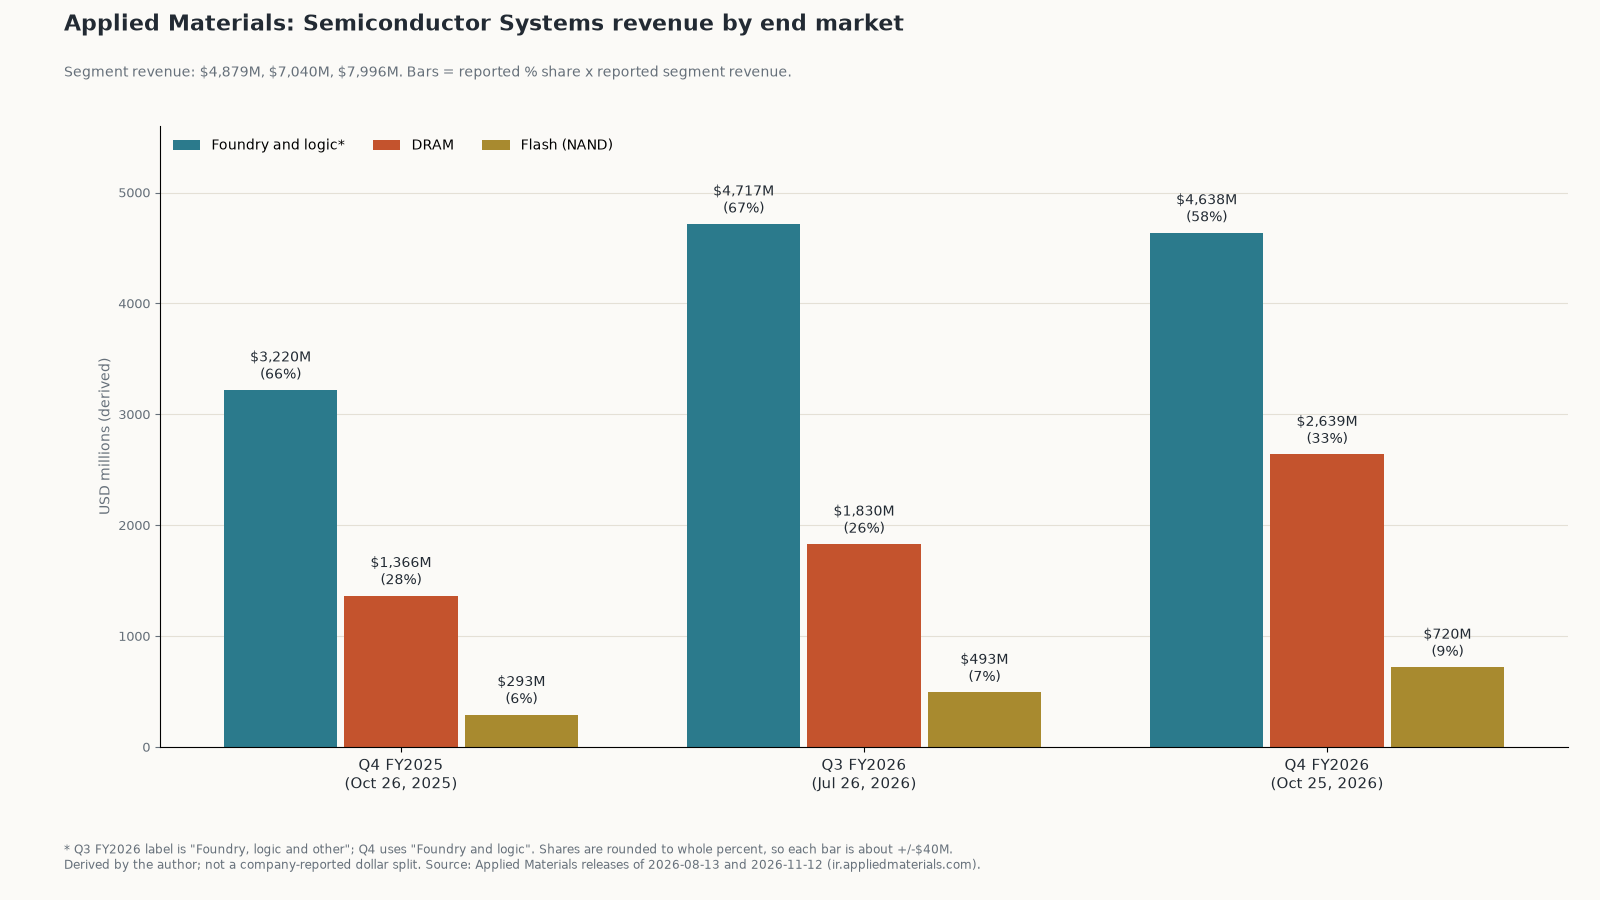 Applied Materials: Semiconductor Systems revenue by end market
Segment revenue: $4,879M, $7,040M, $7,996M. Bars = reported % share x reported segment revenue.
Foundry and logic*
DRAM
Flash (NAND)
USD millions (derived)
5000
4000
3000
2000
1000
0
$3,220M
(66%)
$1,366M
(28%)
$293M
(6%)
$4,717M
(67%)
$1,830M
(26%)
$493M
(7%)
$4,638M
(58%)
$2,639M
(33%)
$720M
(9%)
Q4 FY2025
(Oct 26, 2025)
Q3 FY2026
(Jul 26, 2026)
Q4 FY2026
(Oct 25, 2026)
* Q3 FY2026 label is "Foundry, logic and other"; Q4 uses "Foundry and logic". Shares are rounded to whole percent, so each bar is about +/-$40M.
Derived by the author; not a company-reported dollar split. Source: Applied Materials releases of 2026-08-13 and 2026-11-12 (ir.appliedmaterials.com).